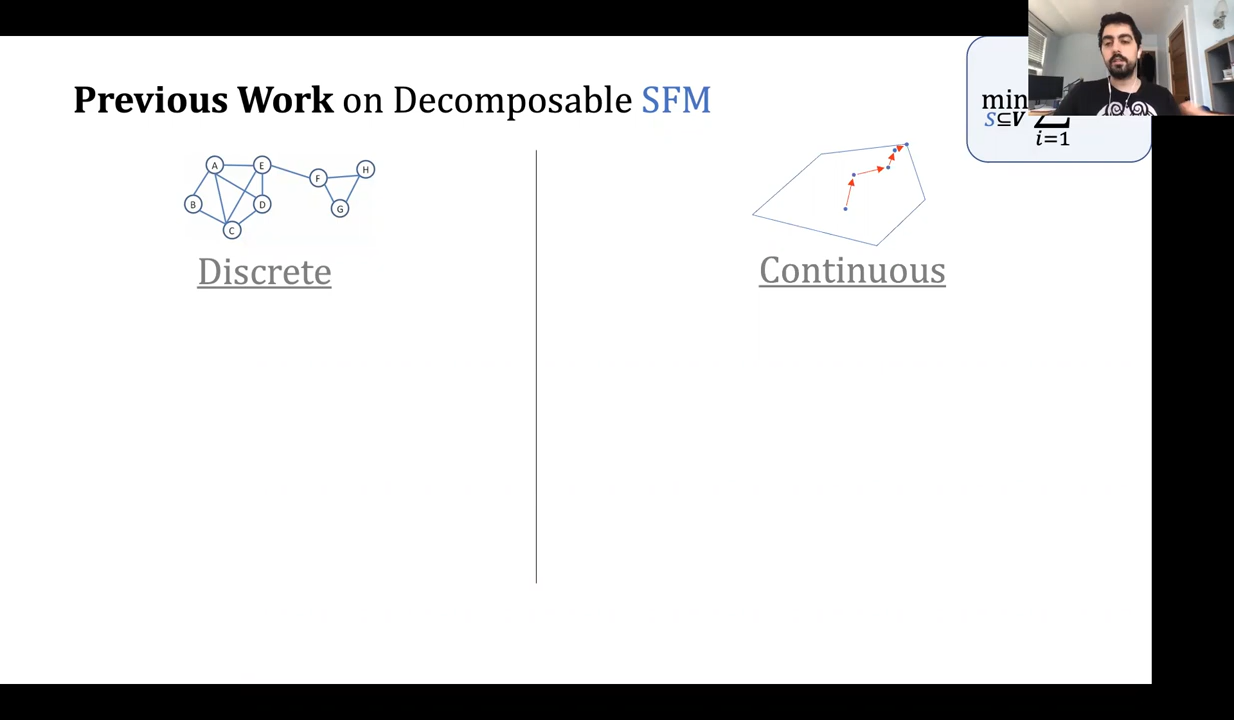 Previous Work on Decomposable SFM
min
S⊆V
∑
i=1
A
E
F
H
B
D
G
C
Discrete
Continuous